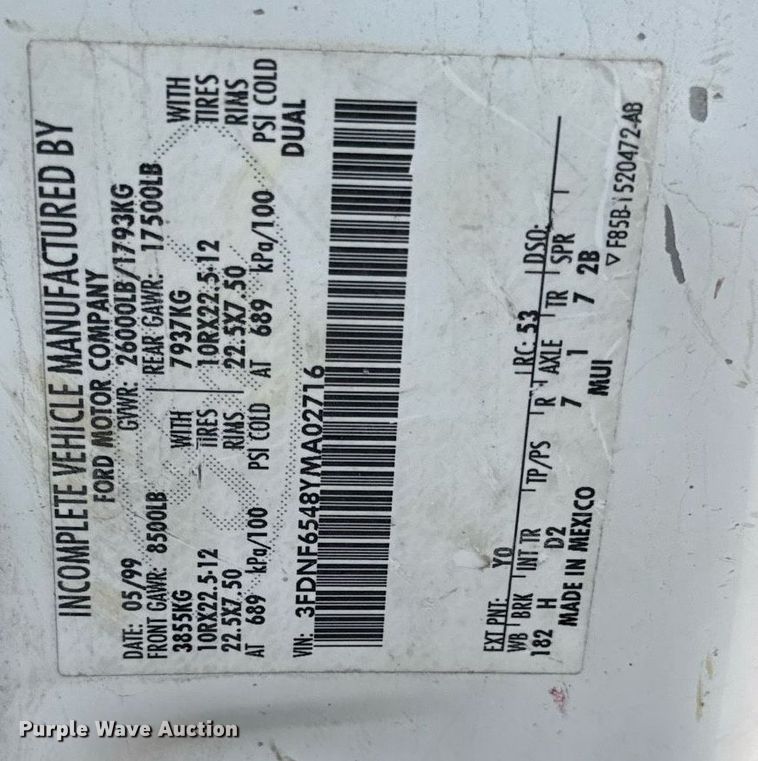 INCOMPLETE VEHICLE MANUFACTURED BY
FORD MOTOR COMPANY
DATE: 05/99 GVWR: 26000LB/1793KG
FRONT GAWR: 8500LB REAR GAWR: 17500LB
3855KG WITH 7937KG WITH
10RX22.5-12 TIRES 10RX22.5-12 TIRES
22.5X7.50 RIMS 22.5X7.50 RIMS
AT 689 kPa/100 PSI COLD AT 689 kPa/100 PSI COLD
DUAL
VIN: 3FDNF6548YMA02716
EXT PNT: YO RC: 53 DSO:
WB BRK INT TR TP/PS R AXLE TR SPR
182 H D2 7 1 7 2B
MADE IN MEXICO MUI
▽ F85B-1520472-AB
Purple Wave Auction